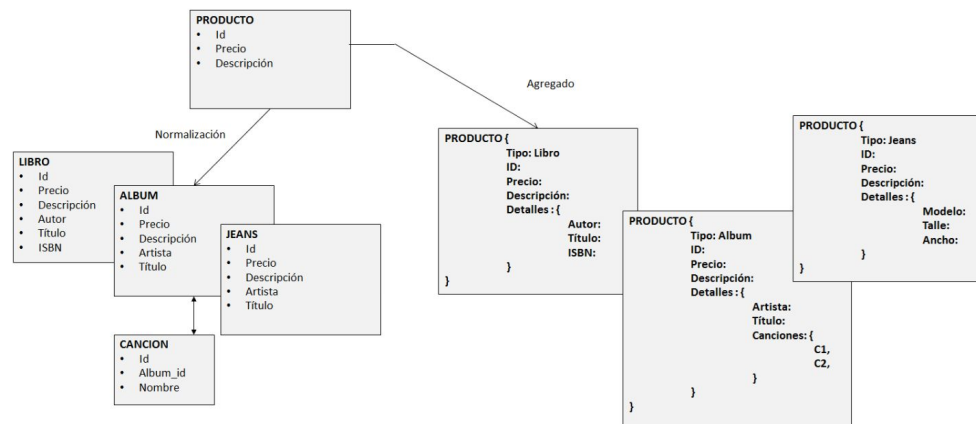 PRODUCTO
• Id
• Precio
• Descripción
Normalización
Agregado
LIBRO
• Id
• Precio
• Descripción
• Autor
• Título
• ISBN
ALBUM
• Id
• Precio
• Descripción
• Artista
• Título
JEANS
• Id
• Precio
• Descripción
• Artista
• Título
CANCION
• Id
• Album_id
• Nombre
PRODUCTO {
Tipo: Libro
ID:
Precio:
Descripción:
Detalles : {
Autor:
Título:
ISBN:
}
}
PRODUCTO {
Tipo: Album
ID:
Precio:
Descripción:
Detalles : {
Artista:
Título:
Canciones: {
C1,
C2,
}
}
}
PRODUCTO {
Tipo: Jeans
ID:
Precio:
Descripción:
Detalles : {
Modelo:
Talle:
Ancho:
}
}